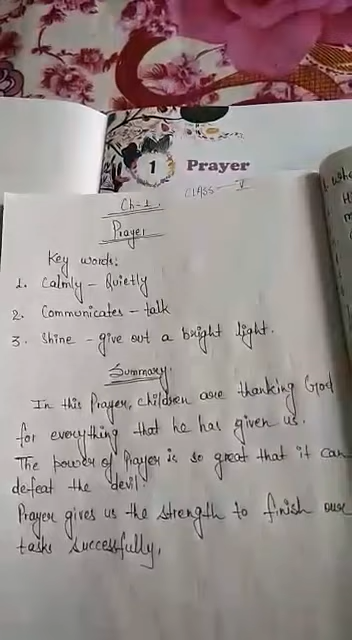 1 Prayer
CLASS - V
Ch-1.
Prayer
Key words:
1. Calmly - Quietly
2. Communicates - talk
3. Shine - give out a bright light.
Summary
In this Prayer, children are thanking God
for everything that he has given us.
The power of Prayer is so great that it can
defeat the devil.
Prayer gives us the strength to finish our
tasks successfully.